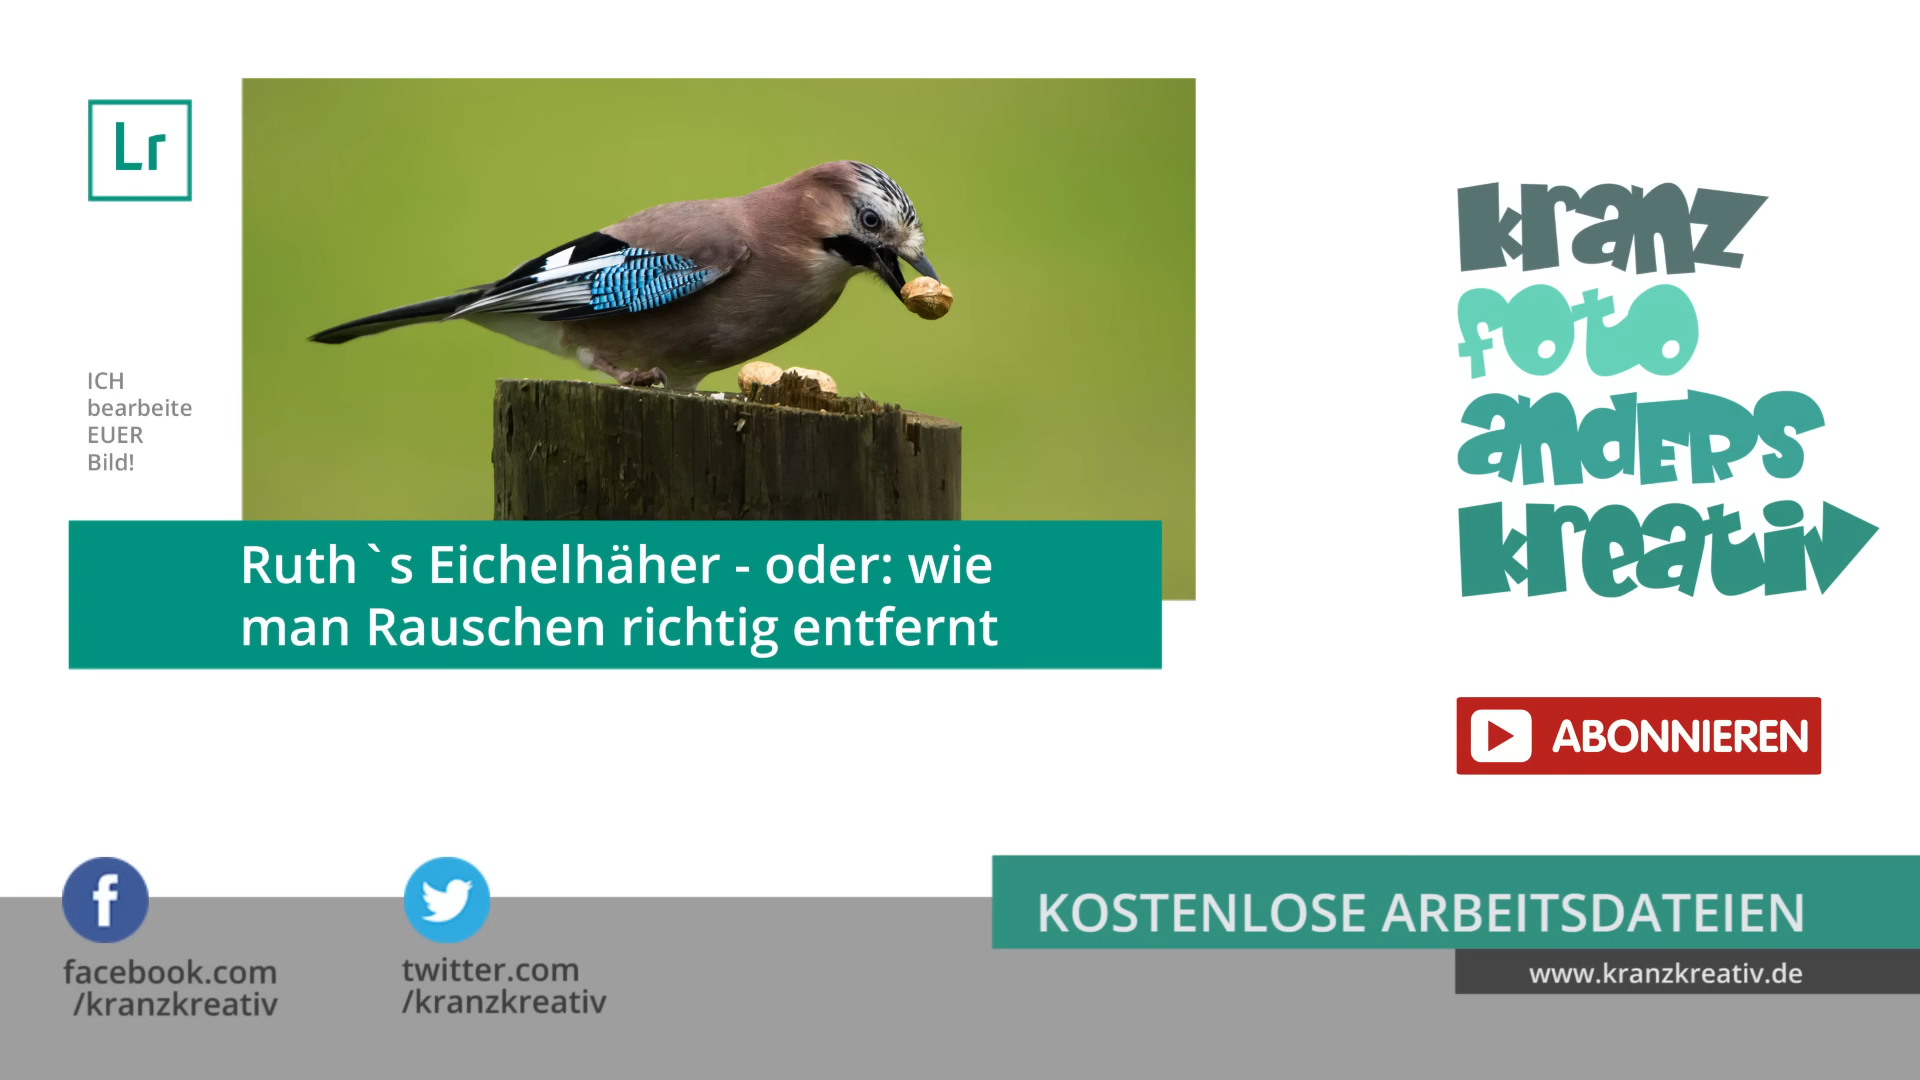 Lr
ICH
bearbeite
EUER
Bild!
Ruth`s Eichelhäher - oder: wie
man Rauschen richtig entfernt
kranz
foto
anders
kreativ
ABONNIEREN
f
facebook.com
/kranzkreativ
twitter.com
/kranzkreativ
KOSTENLOSE ARBEITSDATEIEN
www.kranzkreativ.de